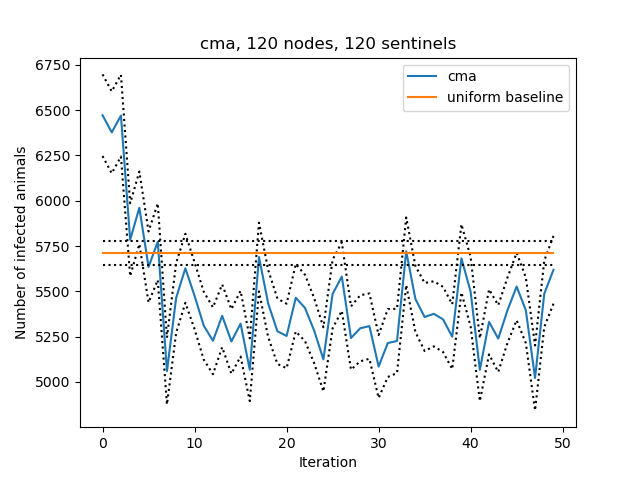 cma, 120 nodes, 120 sentinels
6750
6500
6250
6000
5750
5500
5250
5000
Number of infected animals
cma
uniform baseline
0 10 20 30 40 50
Iteration